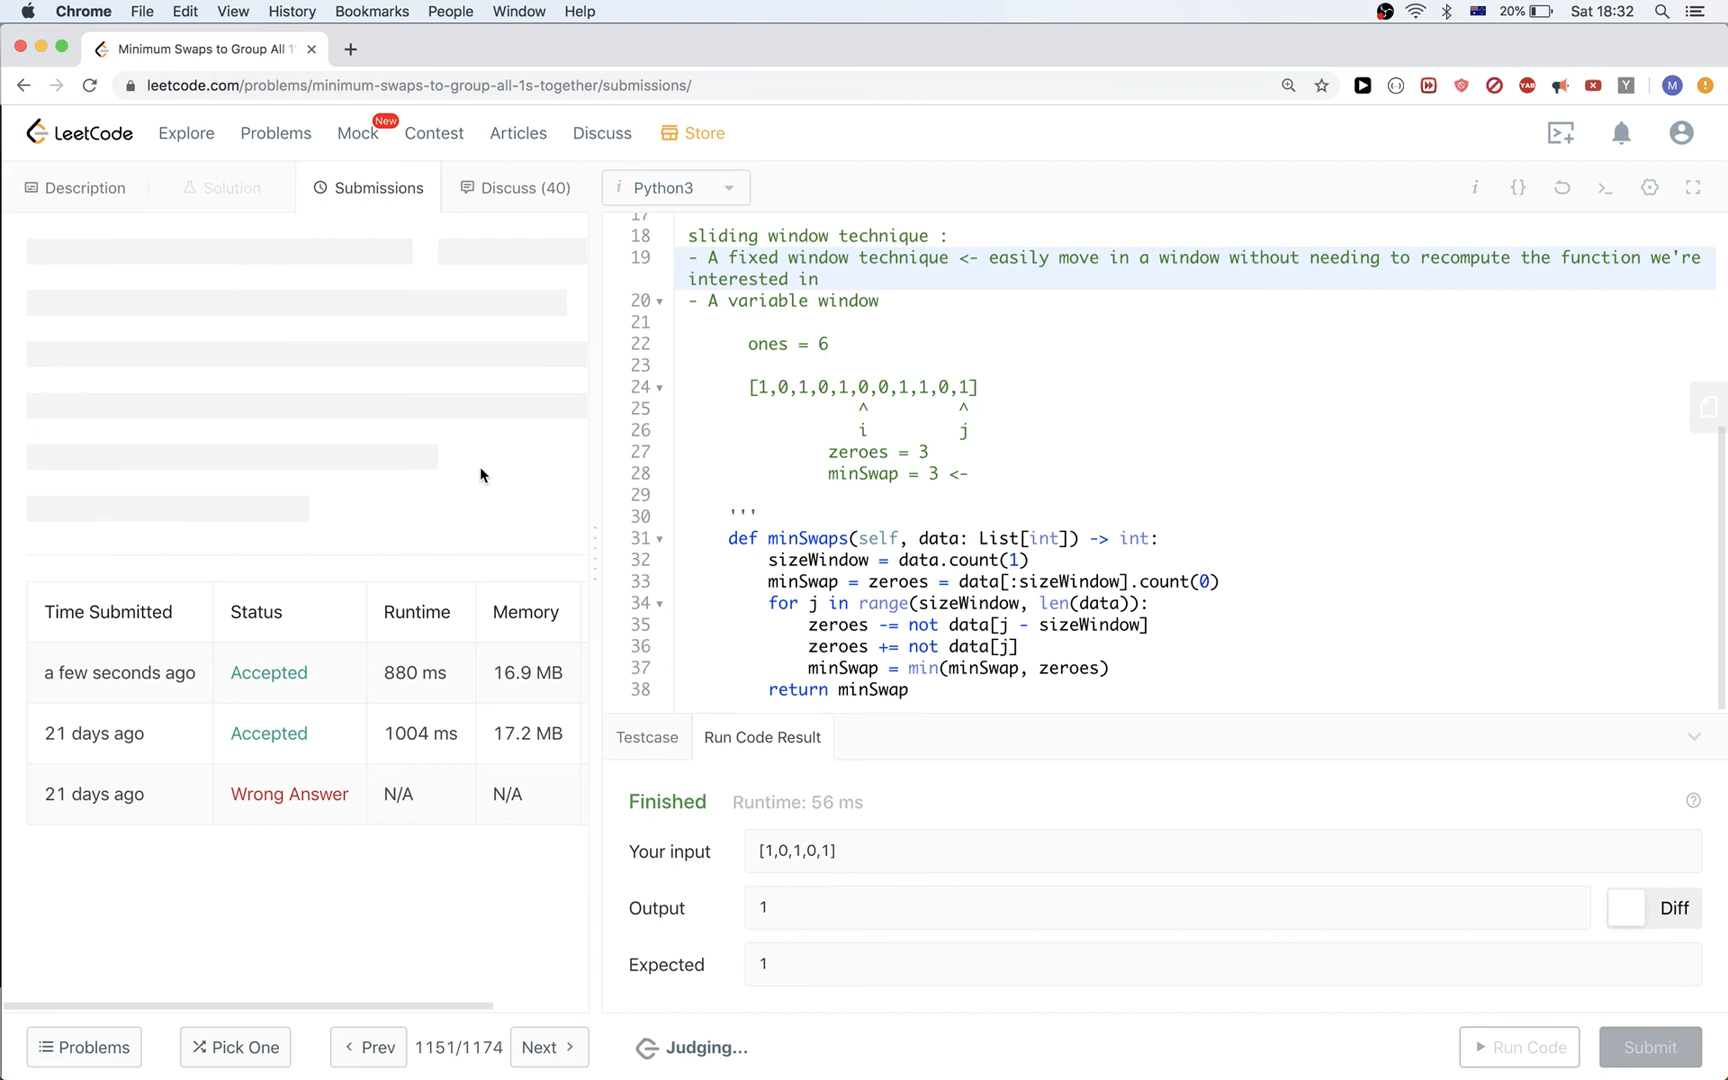 Chrome File Edit View History Bookmarks People Window Help 20% Sat 18:32
Minimum Swaps to Group All 1'
leetcode.com/problems/minimum-swaps-to-group-all-1s-together/submissions/ YAB Y M
LeetCode Explore Problems Mock New Contest Articles Discuss Store
Description Solution Submissions Discuss (40) i Python3 i {}
17
18 sliding window technique :
19 - A fixed window technique <- easily move in a window without needing to recompute the function we're
interested in
20 - A variable window
21
22 ones = 6
23
24 [1,0,1,0,1,0,0,1,1,0,1]
25 ^ ^
26 i j
27 zeroes = 3
28 minSwap = 3 <-
29
30 '''
31 def minSwaps(self, data: List[int]) -> int:
32 sizeWindow = data.count(1)
33 minSwap = zeroes = data[:sizeWindow].count(0)
34 for j in range(sizeWindow, len(data)):
35 zeroes -= not data[j - sizeWindow]
36 zeroes += not data[j]
37 minSwap = min(minSwap, zeroes)
38 return minSwap
Time Submitted Status Runtime Memory
a few seconds ago Accepted 880 ms 16.9 MB
21 days ago Accepted 1004 ms 17.2 MB
21 days ago Wrong Answer N/A N/A
Testcase Run Code Result
Finished Runtime: 56 ms
Your input [1,0,1,0,1]
Output 1 Diff
Expected 1
Problems Pick One Prev 1151/1174 Next Judging... Run Code Submit